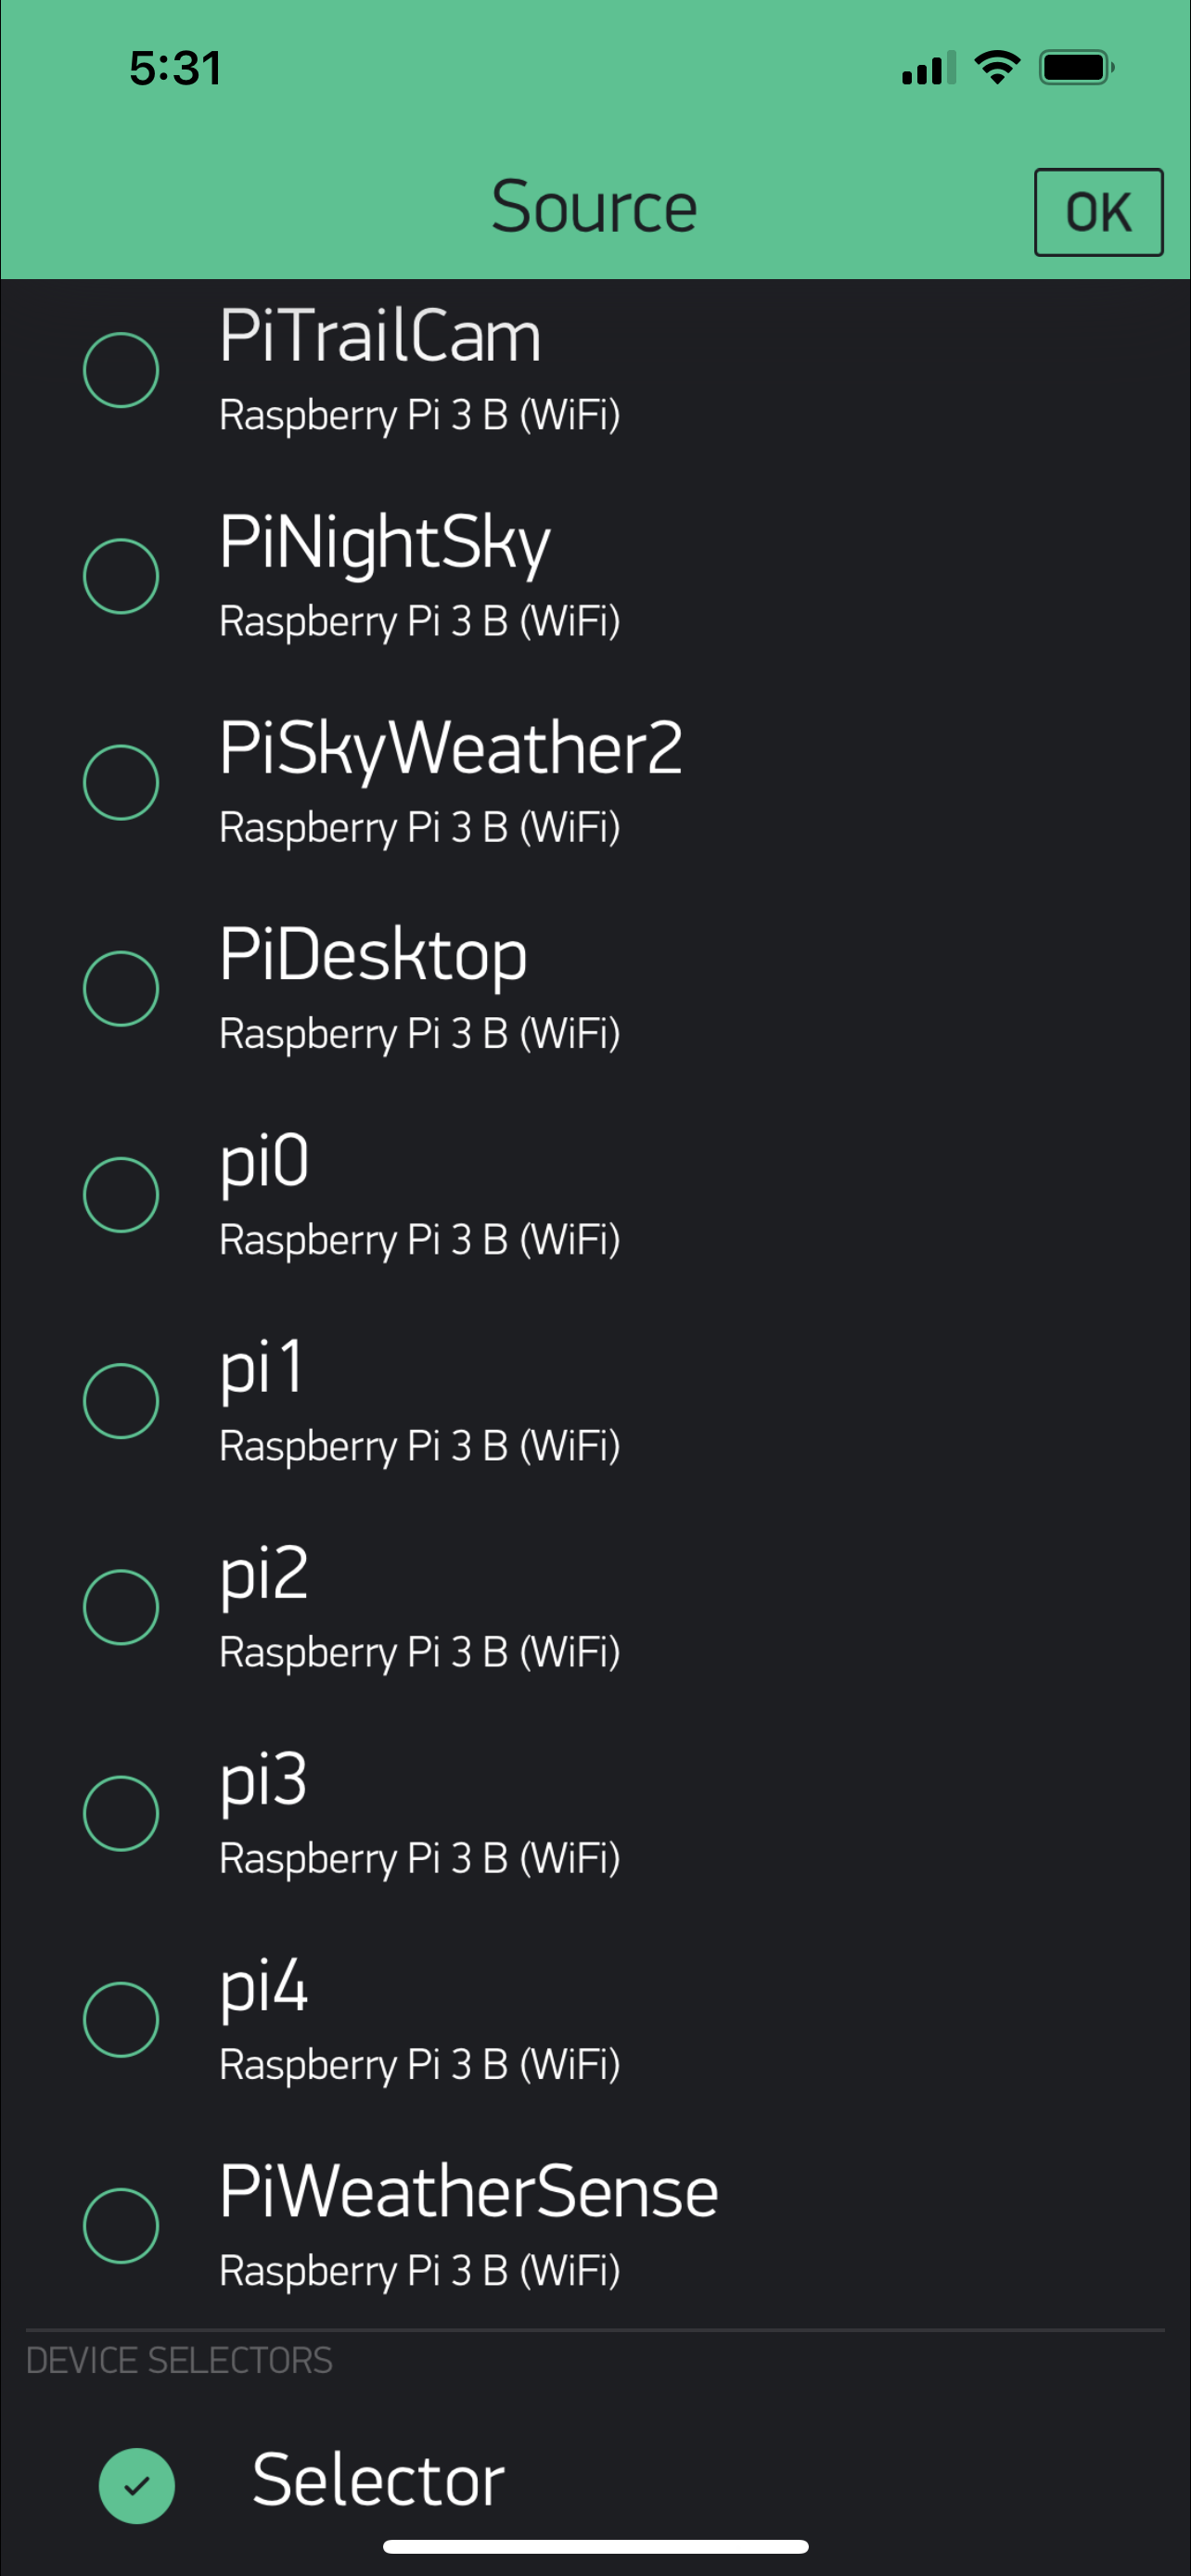 5:31
Source
OK
PiTrailCam
Raspberry Pi 3 B (WiFi)
PiNightSky
Raspberry Pi 3 B (WiFi)
PiSkyWeather2
Raspberry Pi 3 B (WiFi)
PiDesktop
Raspberry Pi 3 B (WiFi)
pi0
Raspberry Pi 3 B (WiFi)
pi1
Raspberry Pi 3 B (WiFi)
pi2
Raspberry Pi 3 B (WiFi)
pi3
Raspberry Pi 3 B (WiFi)
pi4
Raspberry Pi 3 B (WiFi)
PiWeatherSense
Raspberry Pi 3 B (WiFi)
DEVICE SELECTORS
Selector